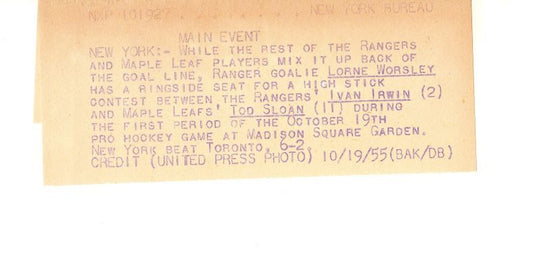 NXP 101927 . . . . . . . . . . NEW YORK BUREAU
MAIN EVENT
NEW YORK:- WHILE THE REST OF THE RANGERS
AND MAPLE LEAF PLAYERS MIX IT UP BACK OF
THE GOAL LINE, RANGER GOALIE LORNE WORSLEY
HAS A RINGSIDE SEAT FOR A HIGH STICK
CONTEST BETWEEN THE RANGERS' IVAN IRWIN (2)
AND MAPLE LEAFS' TOD SLOAN (11) DURING
THE FIRST PERIOD OF THE OCTOBER 19TH
PRO HOCKEY GAME AT MADISON SQUARE GARDEN.
NEW YORK BEAT TORONTO, 6-2.
CREDIT (UNITED PRESS PHOTO) 10/19/55(BAK/DB)